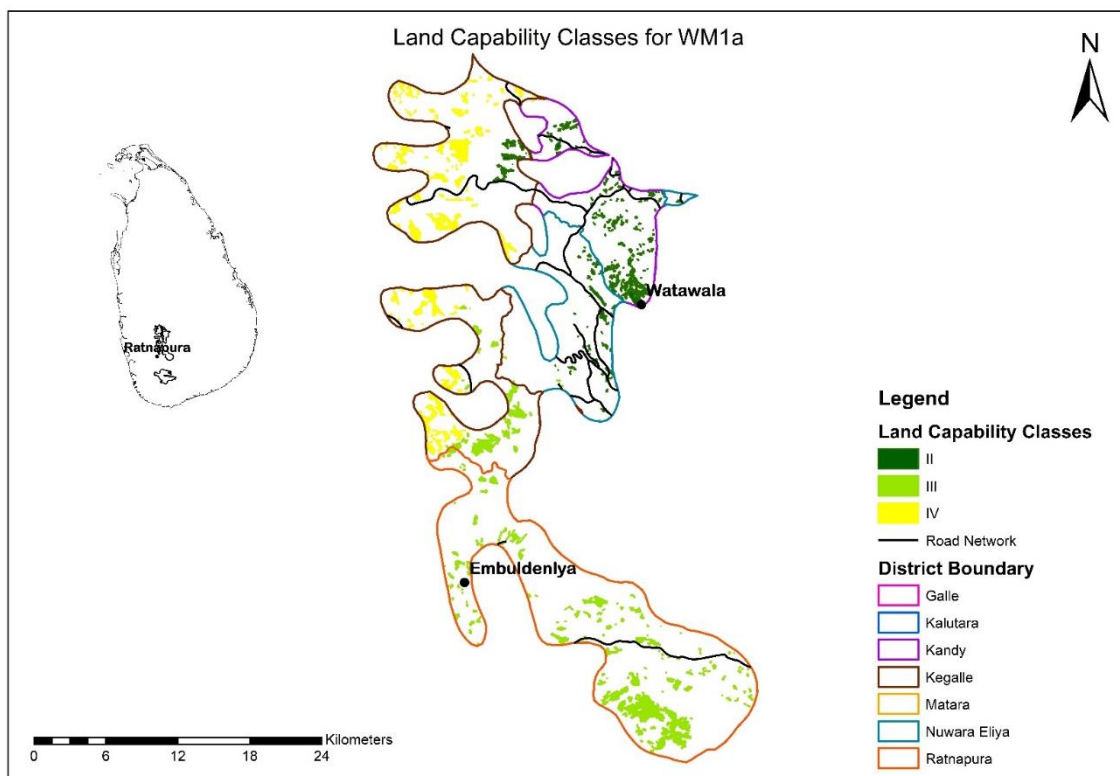 Land Capability Classes for WM1a
N
Ratnapura
Watawala
Embuldenlya
Legend
Land Capability Classes
II
III
IV
Road Network
District Boundary
Galle
Kalutara
Kandy
Kegalle
Matara
Nuwara Eliya
Ratnapura
Kilometers
0 6 12 18 24